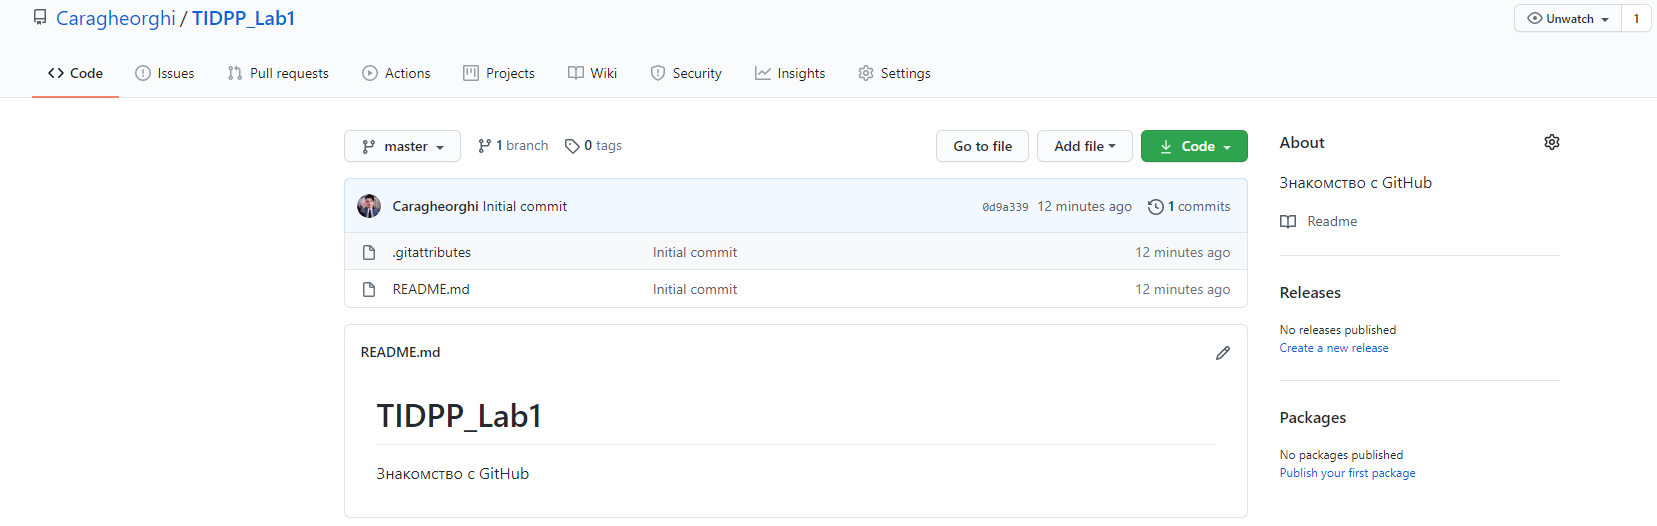 Caragheorghi / TIDPP_Lab1
Unwatch 1
Code Issues Pull requests Actions Projects Wiki Security Insights Settings
master 1 branch 0 tags Go to file Add file Code
Caragheorghi Initial commit 0d9a339 12 minutes ago 1 commits
.gitattributes Initial commit 12 minutes ago
README.md Initial commit 12 minutes ago
README.md
TIDPP_Lab1
Знакомство с GitHub
About
Знакомство с GitHub
Readme
Releases
No releases published
Create a new release
Packages
No packages published
Publish your first package